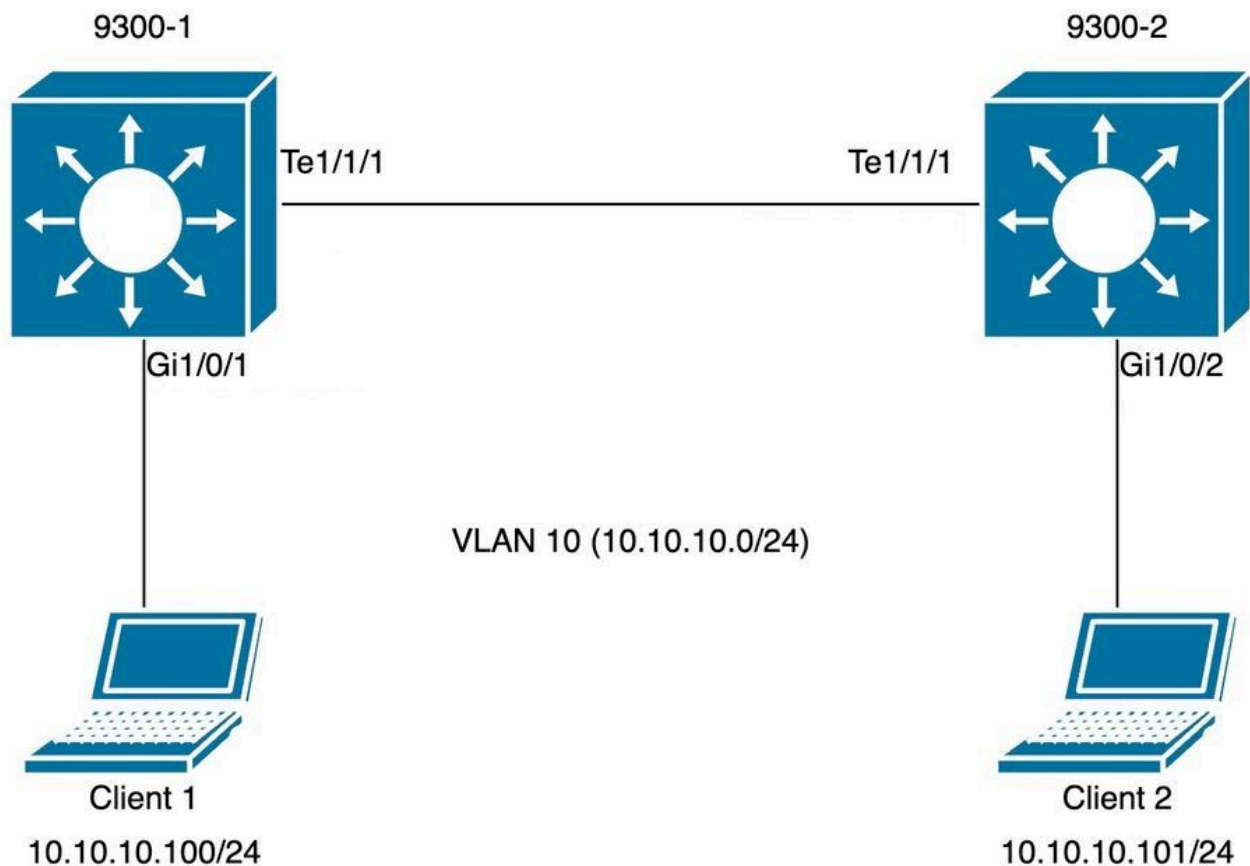 9300-1
9300-2
Te1/1/1
Te1/1/1
Gi1/0/1
Gi1/0/2
VLAN 10 (10.10.10.0/24)
Client 1
Client 2
10.10.10.100/24
10.10.10.101/24